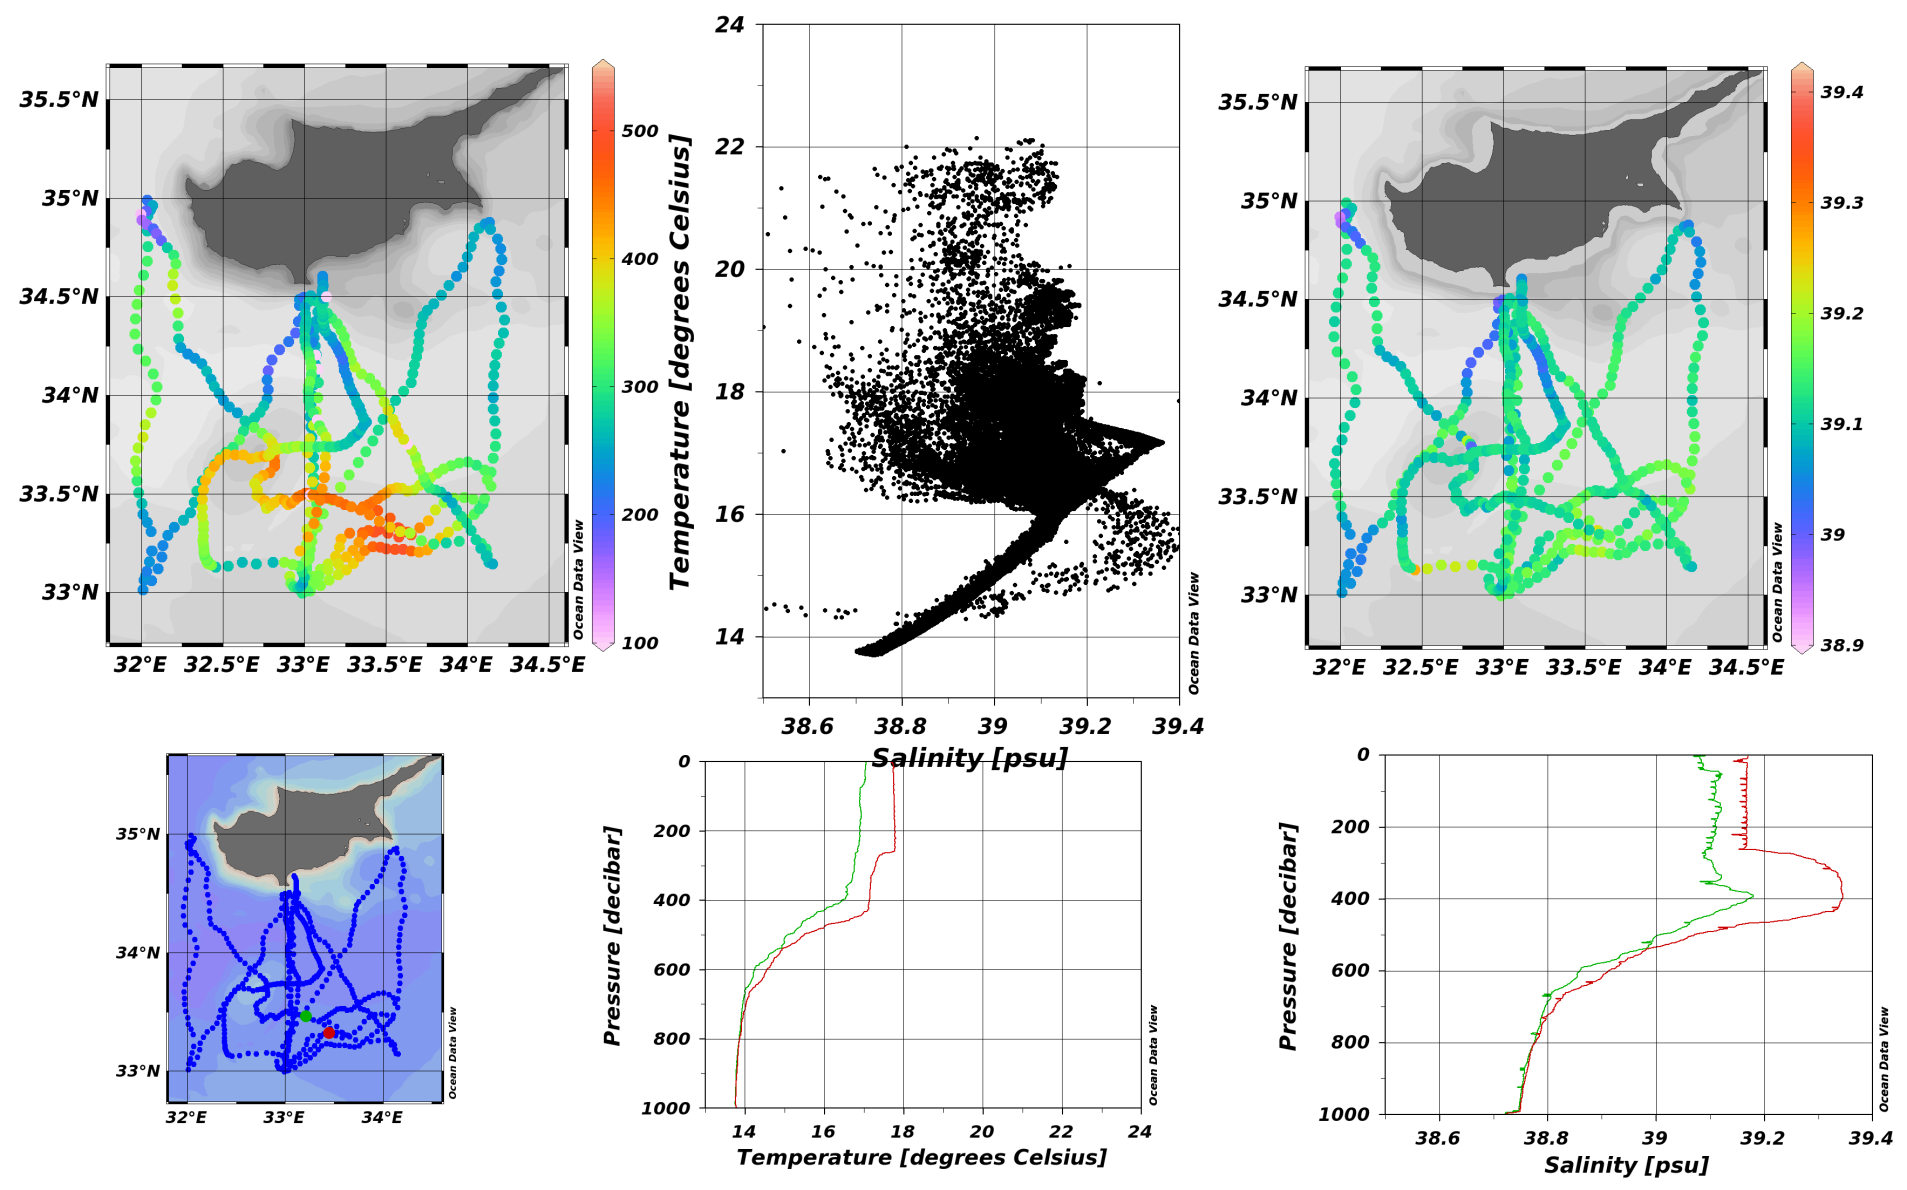 35.5°N
35°N
34.5°N
34°N
33.5°N
33°N
32°E 32.5°E 33°E 33.5°E 34°E 34.5°E
Ocean Data View
500
400
300
200
100
Temperature [degrees Celsius]
24
22
20
18
16
14
38.6 38.8 39 39.2 39.4
Salinity [psu]
Ocean Data View
35.5°N
35°N
34.5°N
34°N
33.5°N
33°N
32°E 32.5°E 33°E 33.5°E 34°E 34.5°E
Ocean Data View
39.4
39.3
39.2
39.1
39
38.9
35°N
34°N
33°N
32°E 33°E 34°E
Ocean Data View
Pressure [decibar]
0
200
400
600
800
1000
14 16 18 20 22 24
Temperature [degrees Celsius]
Ocean Data View
Pressure [decibar]
0
200
400
600
800
1000
38.6 38.8 39 39.2 39.4
Salinity [psu]
Ocean Data View